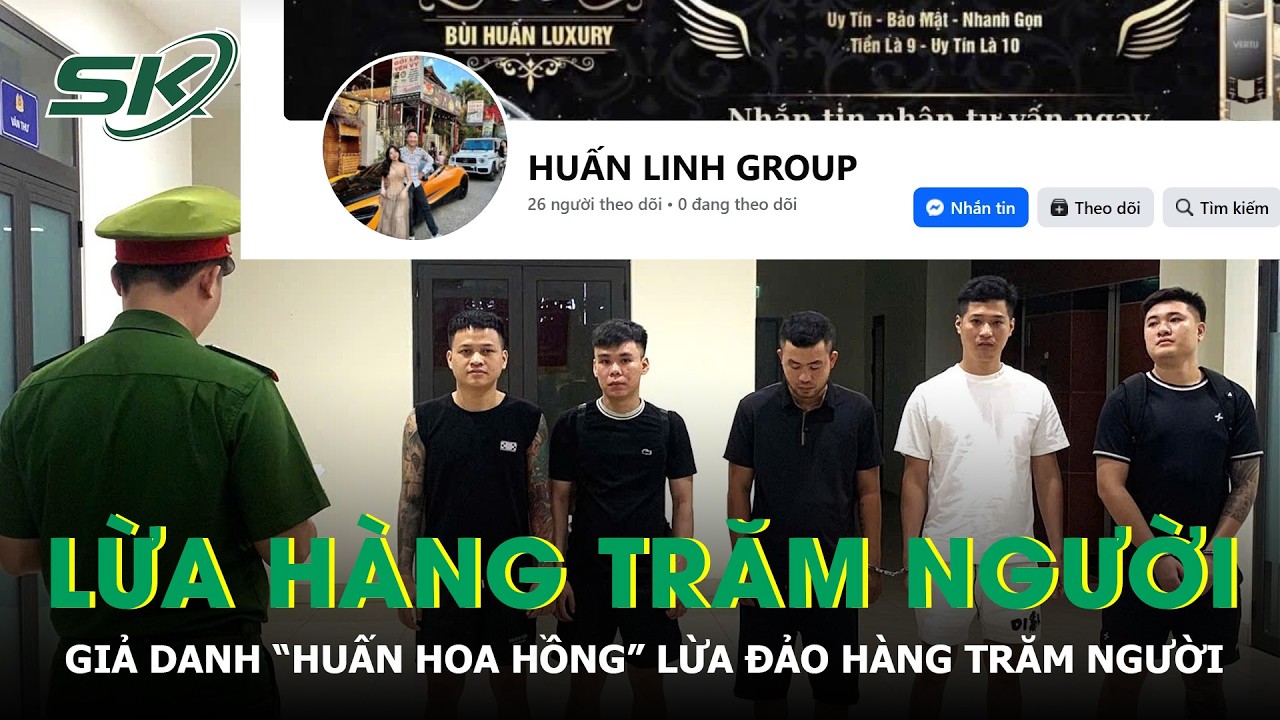 SK
VĂN THƯ
BÙI HUẤN LUXURY
Uy Tín - Bảo Mật - Nhanh Gọn
Tiền Là 9 - Uy Tín Là 10
VERTU
Nhắn tin nhận tư vấn ngay
HUẤN LINH GROUP
26 người theo dõi • 0 đang theo dõi
Nhắn tin
Theo dõi
Tìm kiếm
LỪA HÀNG TRĂM NGƯỜI
GIẢ DANH “HUẤN HOA HỒNG” LỪA ĐẢO HÀNG TRĂM NGƯỜI